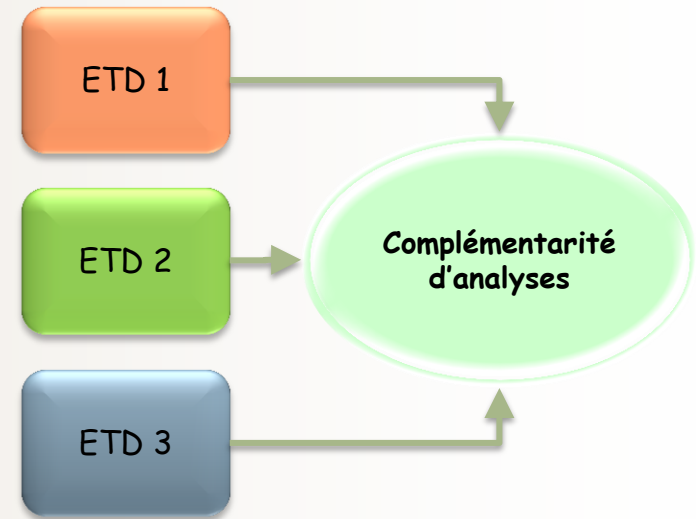 ETD 1
ETD 2
Complémentarité
d’analyses
ETD 3